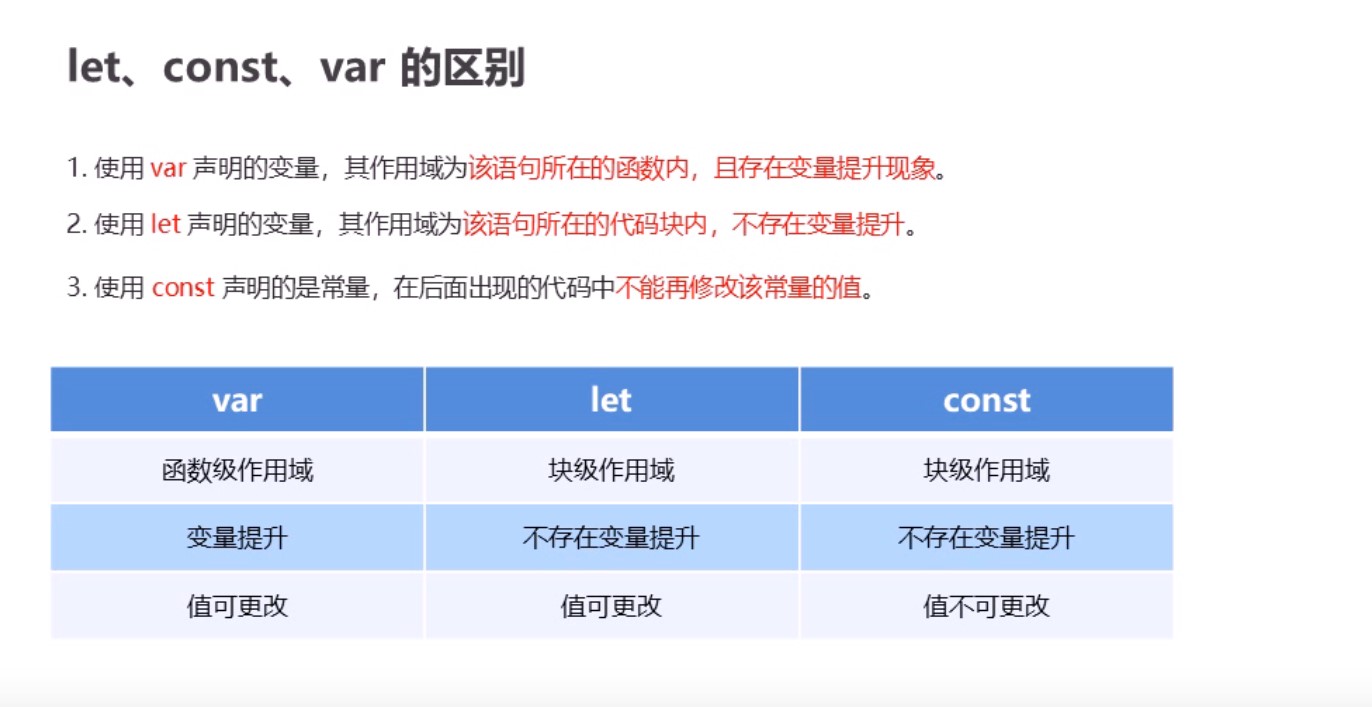 let、const、var 的区别
1. 使用 var 声明的变量，其作用域为该语句所在的函数内，且存在变量提升现象。
2. 使用 let 声明的变量，其作用域为该语句所在的代码块内，不存在变量提升。
3. 使用 const 声明的是常量，在后面出现的代码中不能再修改该常量的值。
var let const
函数级作用域 块级作用域 块级作用域
变量提升 不存在变量提升 不存在变量提升
值可更改 值可更改 值不可更改